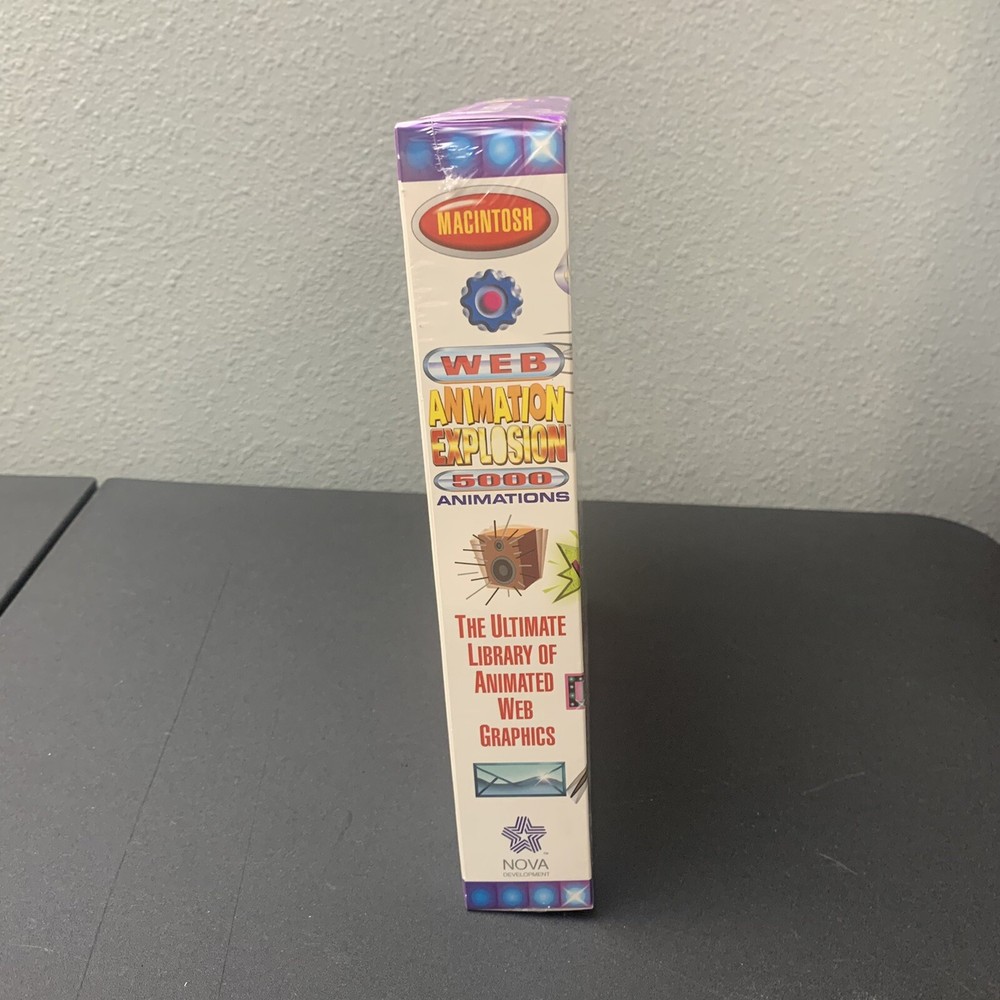 MACINTOSH
WEB
ANIMATION
EXPLOSION
5000
ANIMATIONS
THE ULTIMATE
LIBRARY OF
ANIMATED
WEB
GRAPHICS
NOVA
DEVELOPMENT